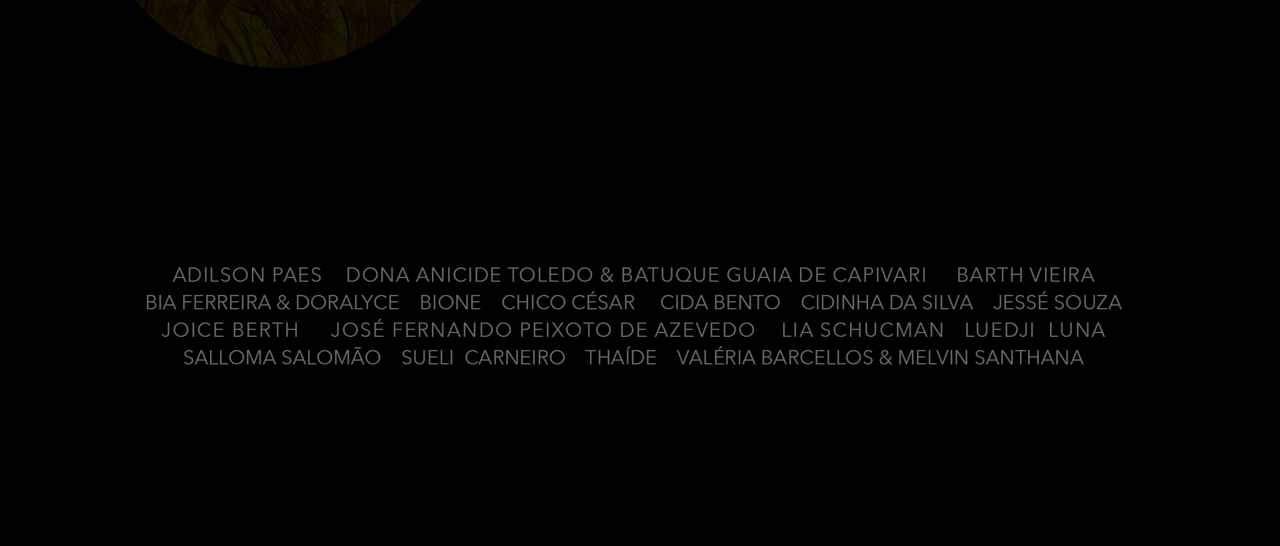 ADILSON PAES DONA ANICIDE TOLEDO & BATUQUE GUAIA DE CAPIVARI BARTH VIEIRA
BIA FERREIRA & DORALYCE BIONE CHICO CÉSAR CIDA BENTO CIDINHA DA SILVA JESSÉ SOUZA
JOICE BERTH JOSÉ FERNANDO PEIXOTO DE AZEVEDO LIA SCHUCMAN LUEDJI LUNA
SALLOMA SALOMÃO SUELI CARNEIRO THAÍDE VALÉRIA BARCELLOS & MELVIN SANTHANA